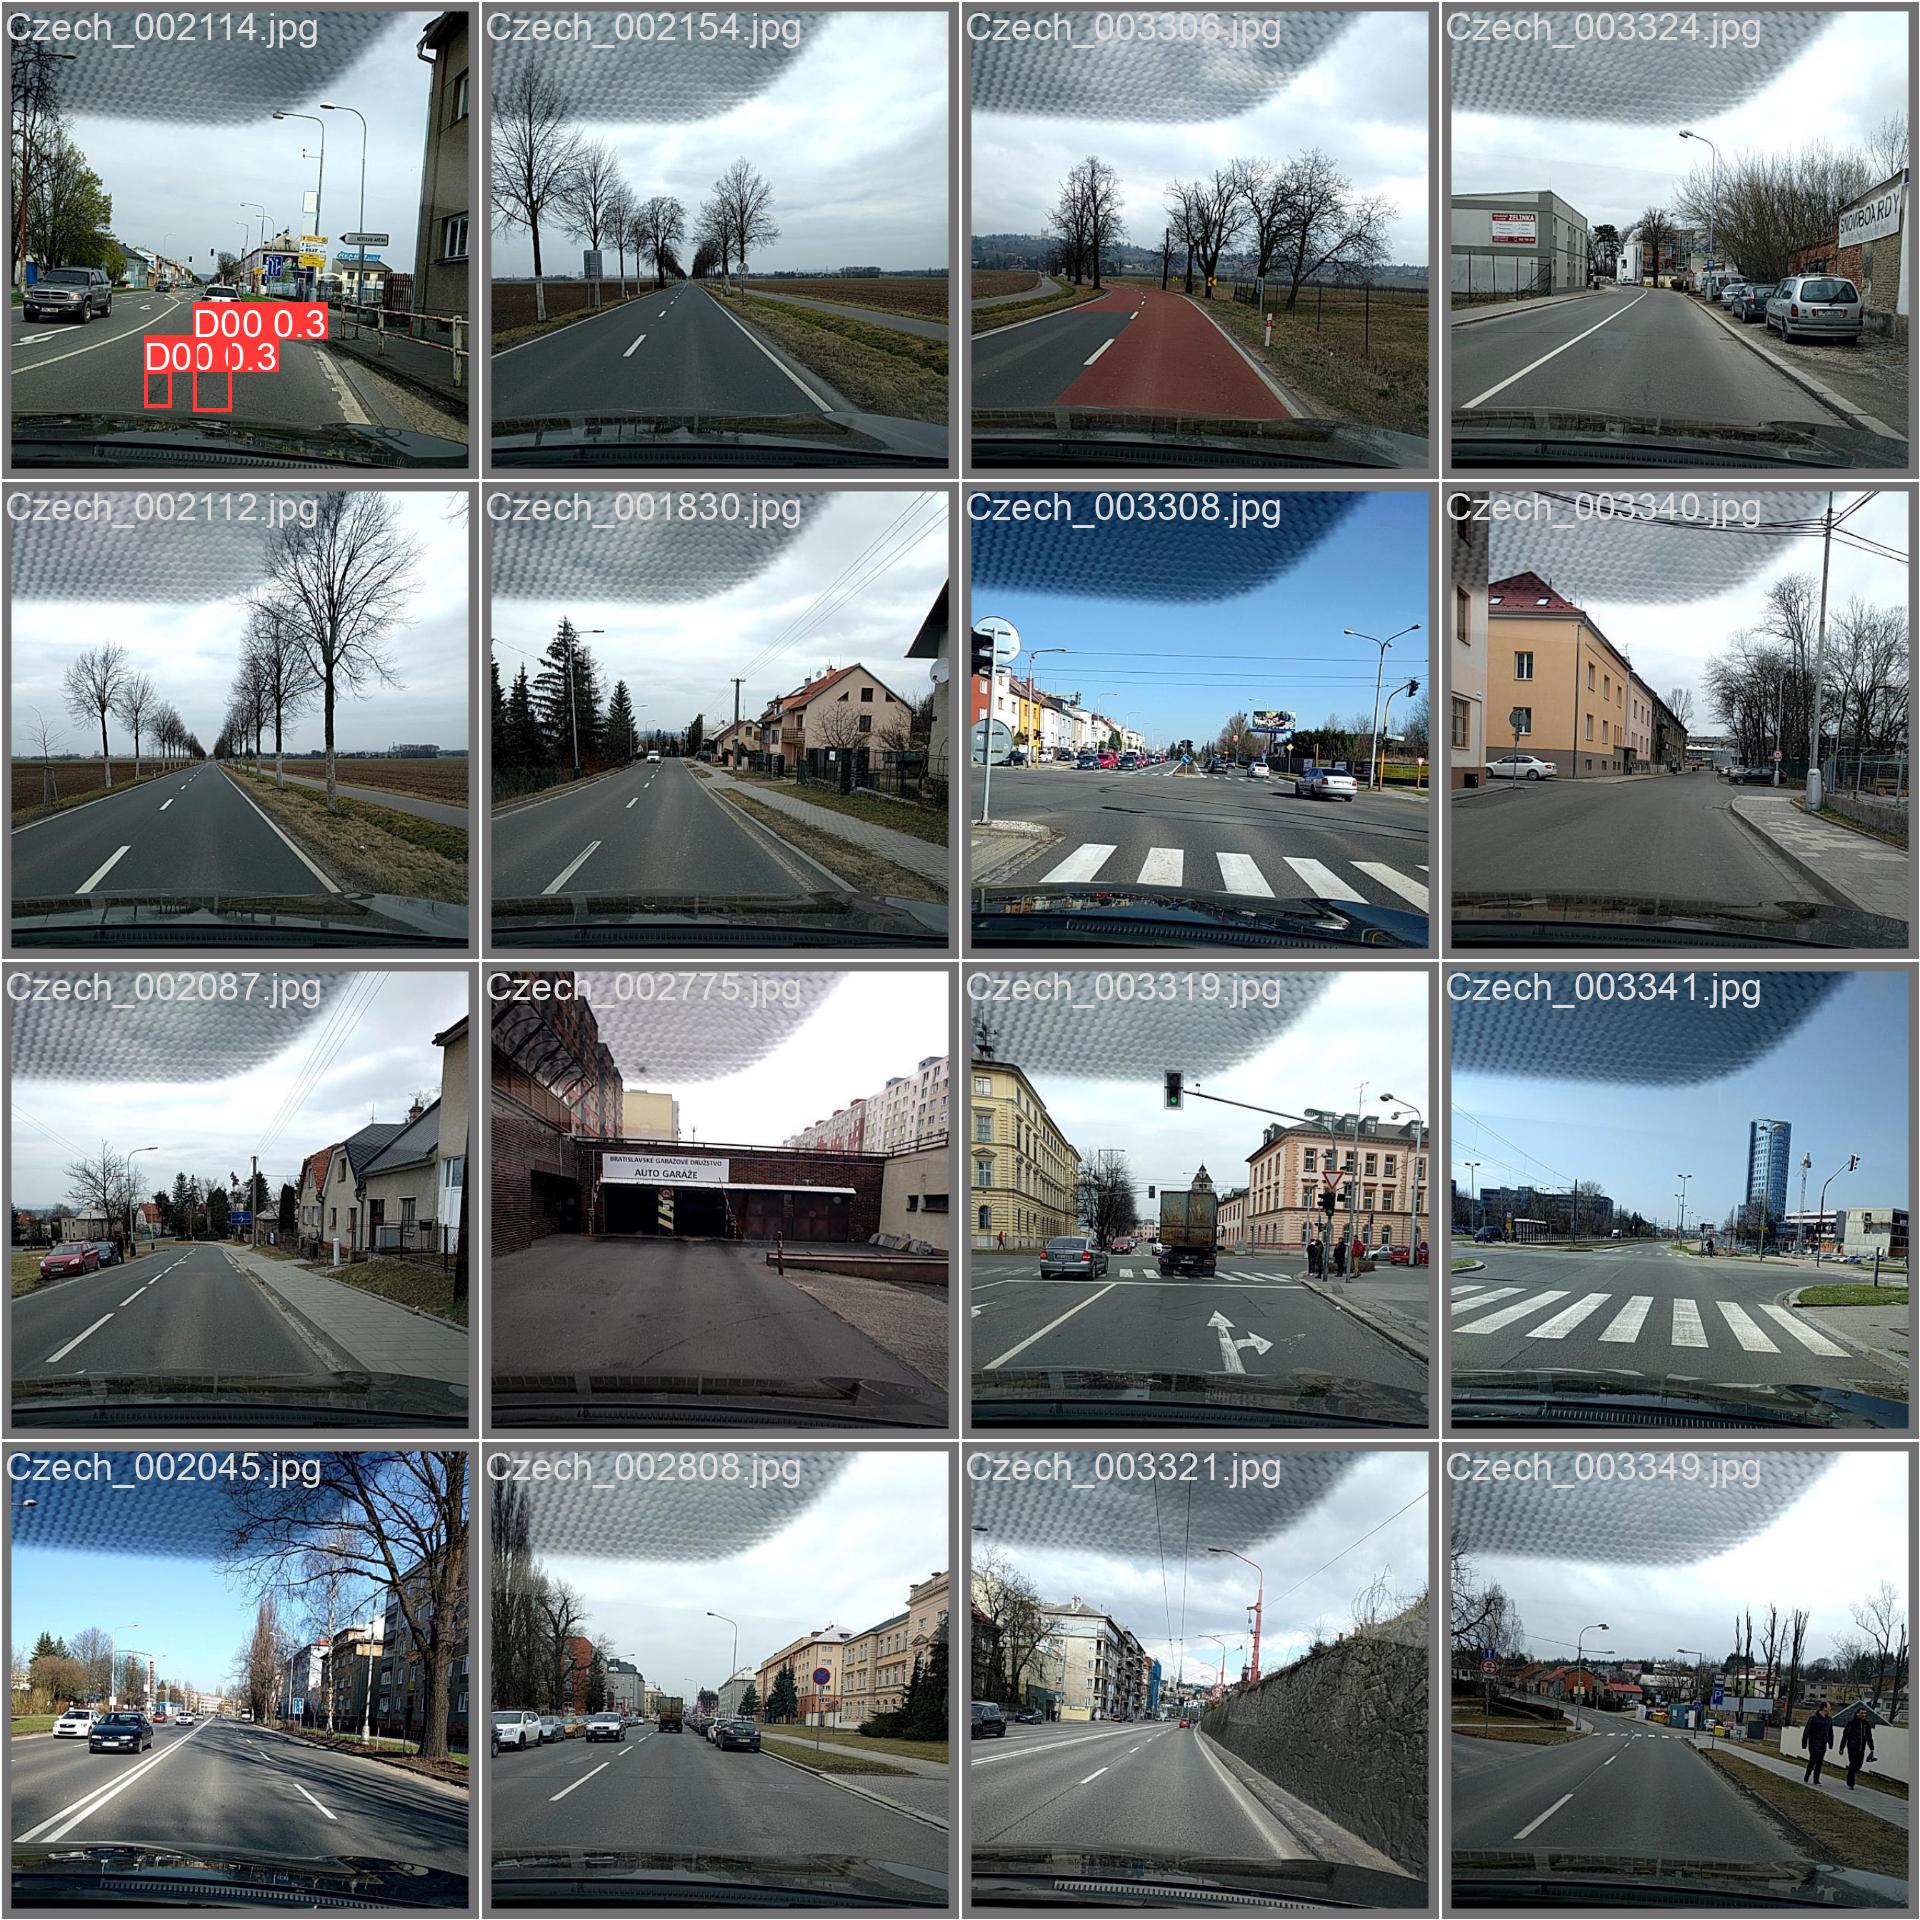 Czech_002114.jpg
D00 0.3
D00 0.3
Czech_002154.jpg
Czech_003306.jpg
Czech_003324.jpg
ZELINKA
SNOWBOARDY
Czech_002112.jpg
Czech_001830.jpg
Czech_003308.jpg
Czech_003340.jpg
Czech_002087.jpg
Czech_002775.jpg
BRATISLAVSKÉ GARÁŽOVÉ DRUŽSTVO
AUTO GARÁŽE
Czech_003319.jpg
Czech_003341.jpg
Czech_002045.jpg
Czech_002808.jpg
Czech_003321.jpg
Czech_003349.jpg